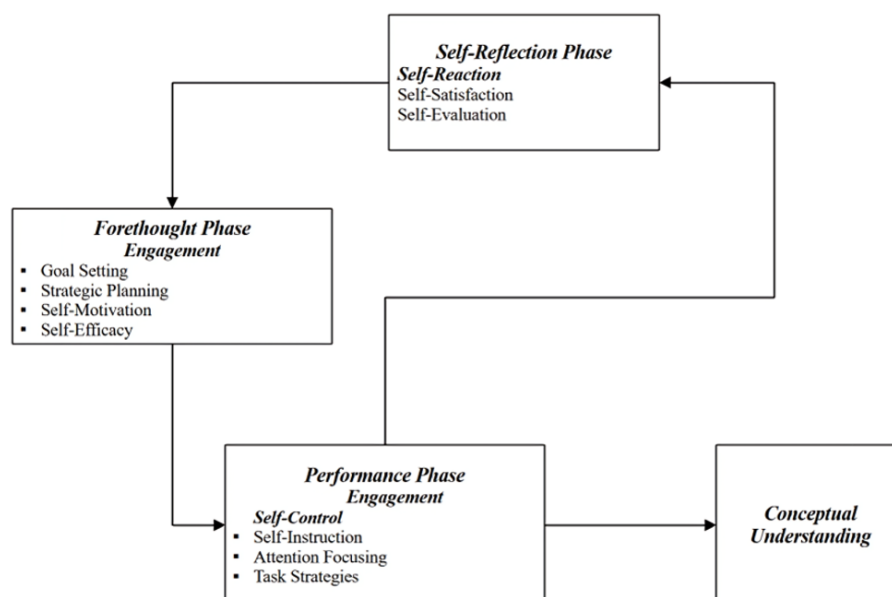 Self-Reflection Phase
Self-Reaction
Self-Satisfaction
Self-Evaluation
Forethought Phase
Engagement
▪ Goal Setting
▪ Strategic Planning
▪ Self-Motivation
▪ Self-Efficacy
Performance Phase
Engagement
Self-Control
▪ Self-Instruction
▪ Attention Focusing
▪ Task Strategies
Conceptual
Understanding